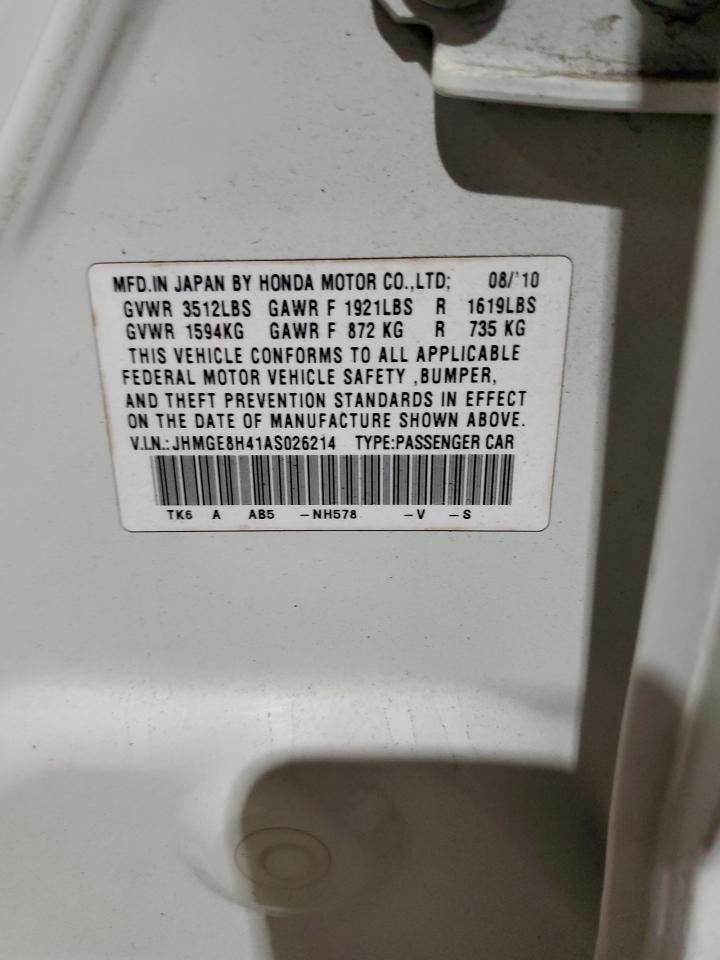 MFD.IN JAPAN BY HONDA MOTOR CO.,LTD; 08/'10
GVWR 3512LBS GAWR F 1921LBS R 1619LBS
GVWR 1594KG GAWR F 872 KG R 735 KG
THIS VEHICLE CONFORMS TO ALL APPLICABLE
FEDERAL MOTOR VEHICLE SAFETY ,BUMPER,
AND THEFT PREVENTION STANDARDS IN EFFECT
ON THE DATE OF MANUFACTURE SHOWN ABOVE.
V.I.N.: JHMGE8H41AS026214 TYPE:PASSENGER CAR
TK6 A AB5 -NH578 -V -S